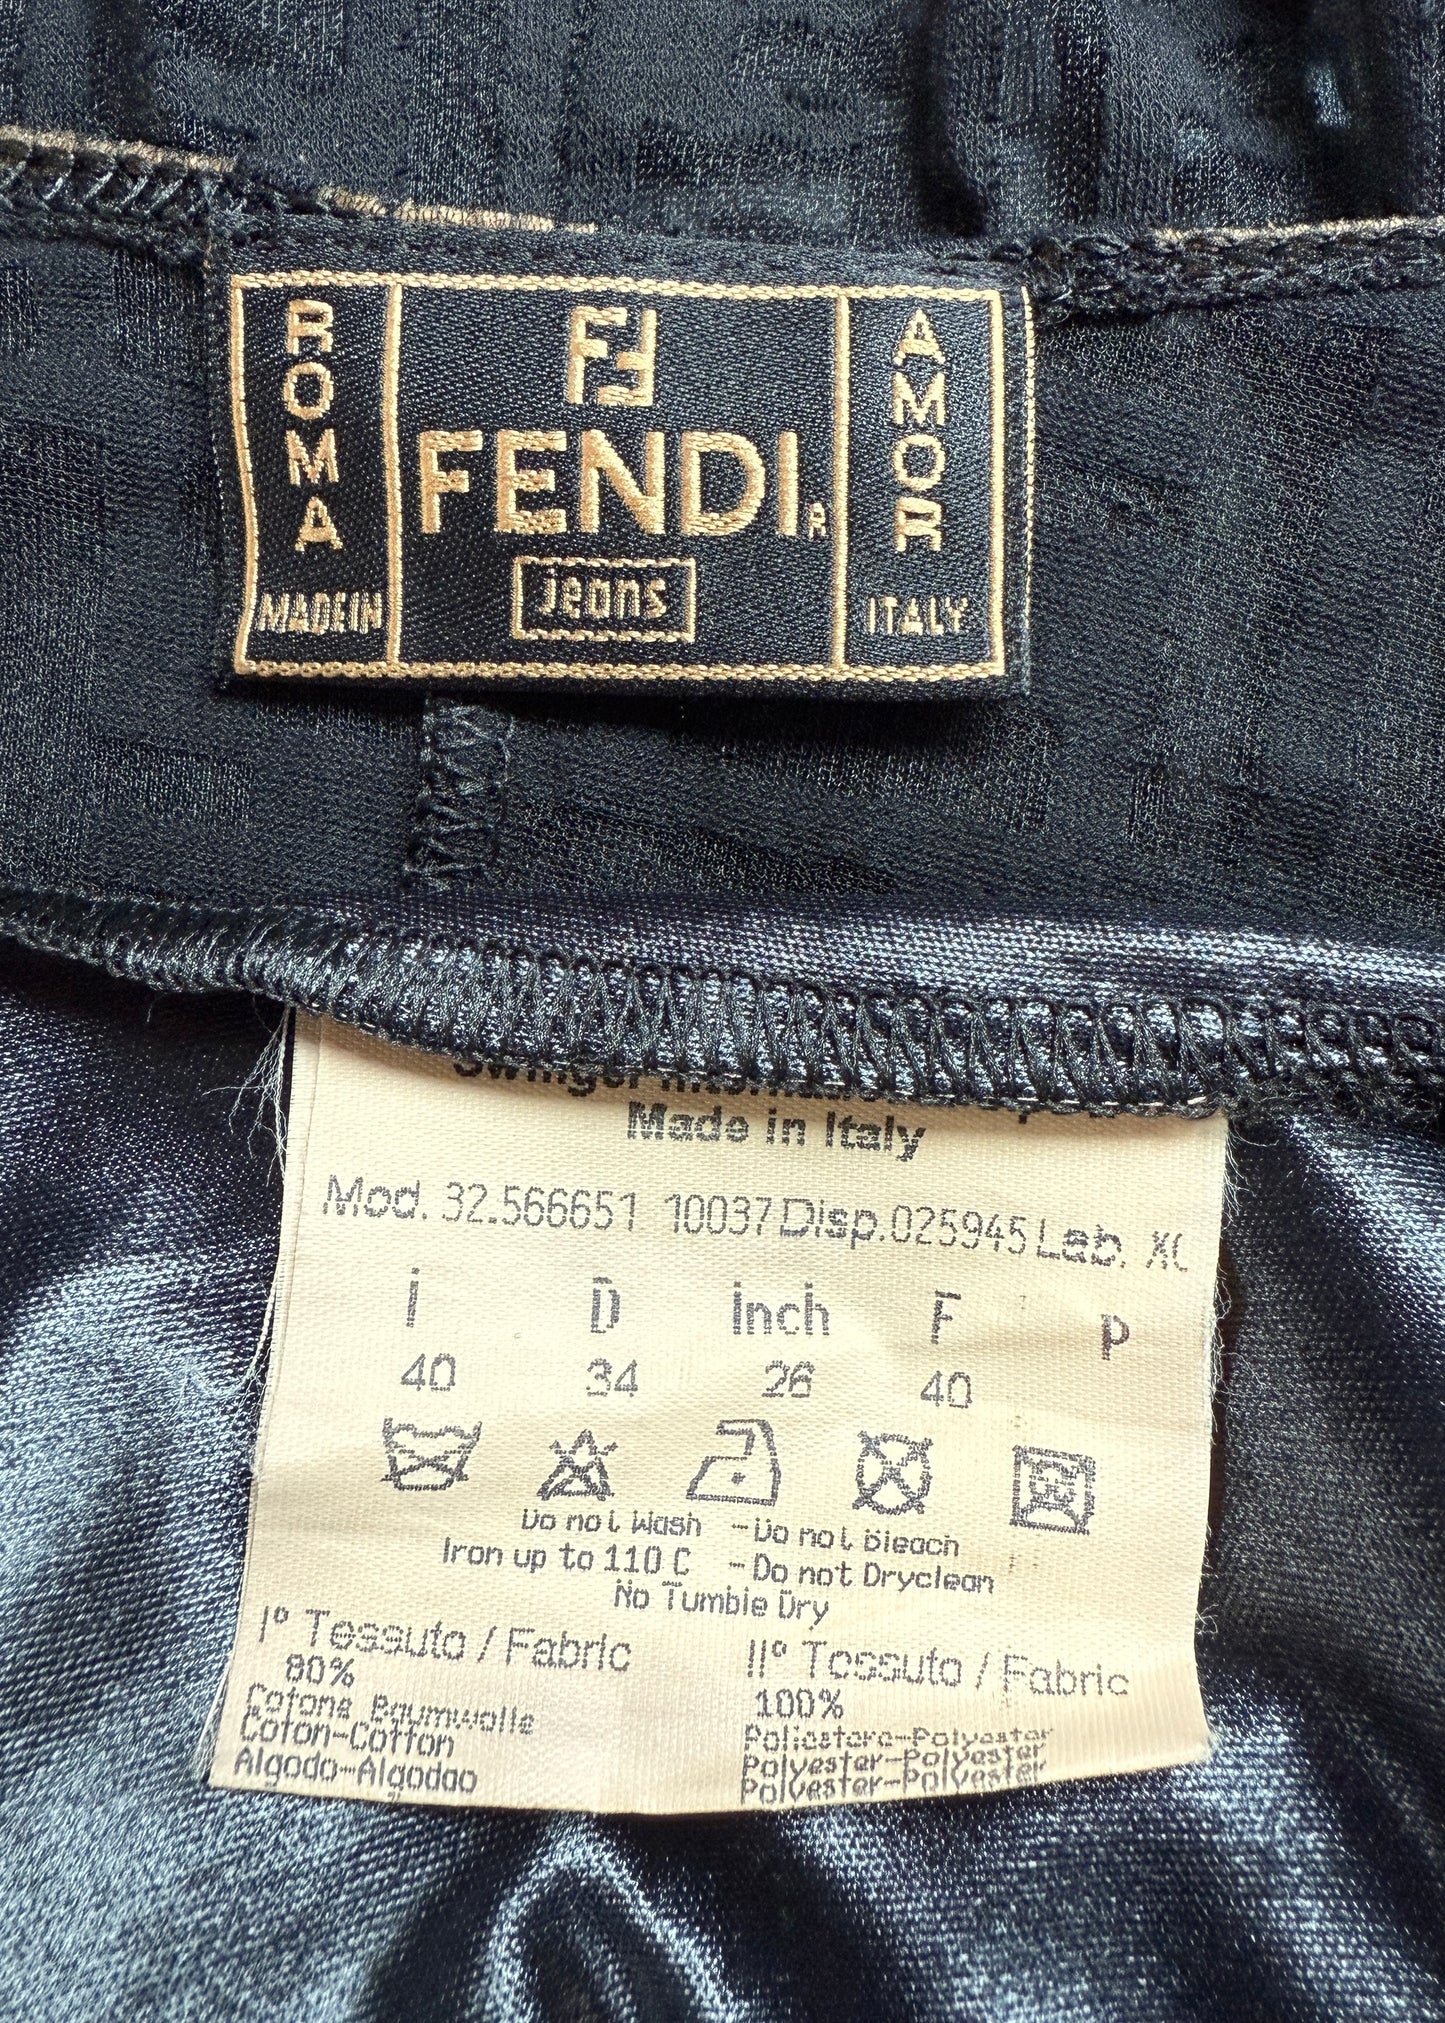 ROMA
MADE IN
FF
FENDI R
jeans
AMOR
ITALY
Made in Italy
Mod. 32.566651 10037 Disp.025945 Lab.
I D inch F P
40 34 26 40
Do not Wash - Do not Bleach
Iron up to 110 C - Do not Dryclean
No Tumble Dry
I° Tessuto / Fabric
80%
Cotone Baumwolle
Coton-Cotton
Algodo-Algodao
II° Tessuto / Fabric
100%
Poliestere-Polyester
Polyester-Polyester
Polyester-Polyester